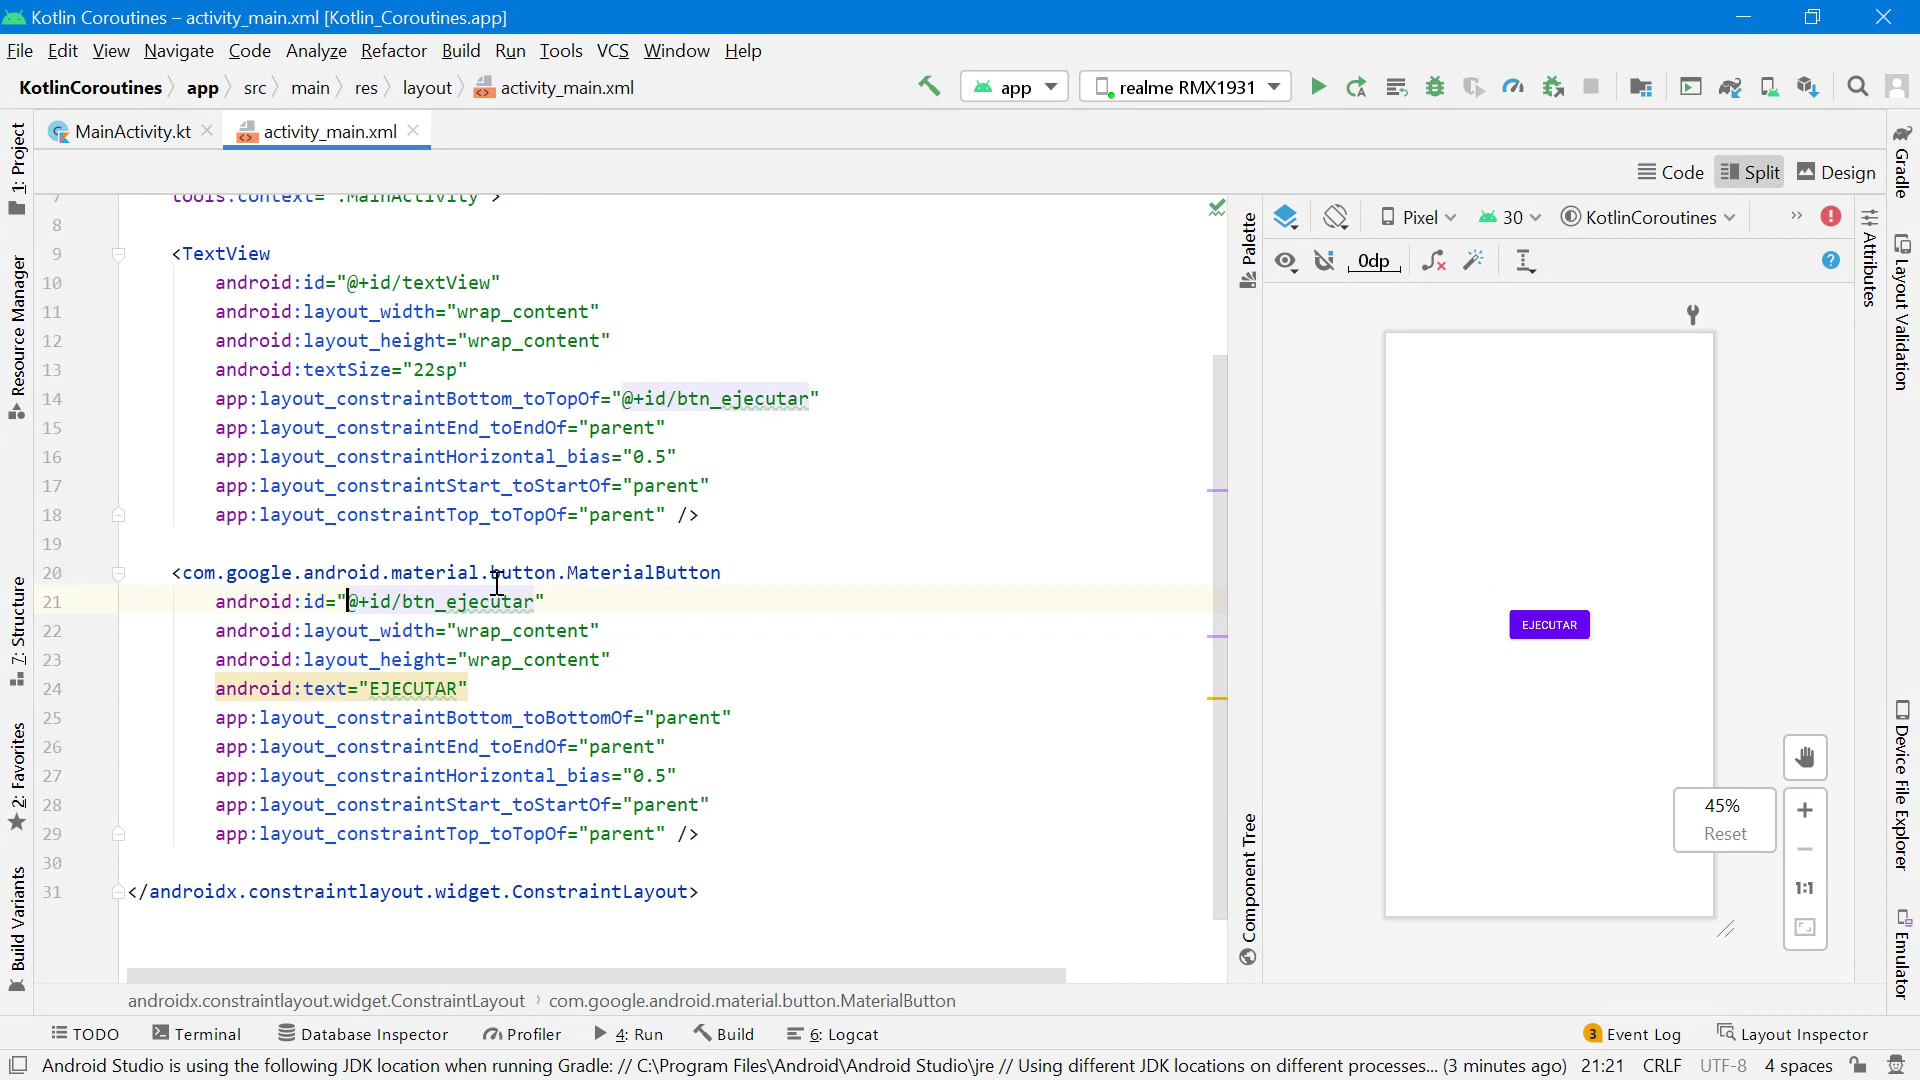 Kotlin Coroutines – activity_main.xml [Kotlin_Coroutines.app]
File Edit View Navigate Code Analyze Refactor Build Run Tools VCS Window Help
KotlinCoroutines app src main res layout activity_main.xml
app
realme RMX1931
MainActivity.kt
activity_main.xml
Code Split Design
1: Project
Resource Manager
7: Structure
2: Favorites
Build Variants
7 tools:context=".MainActivity">
8
9 <TextView
10 android:id="@+id/textView"
11 android:layout_width="wrap_content"
12 android:layout_height="wrap_content"
13 android:textSize="22sp"
14 app:layout_constraintBottom_toTopOf="@+id/btn_ejecutar"
15 app:layout_constraintEnd_toEndOf="parent"
16 app:layout_constraintHorizontal_bias="0.5"
17 app:layout_constraintStart_toStartOf="parent"
18 app:layout_constraintTop_toTopOf="parent" />
19
20 <com.google.android.material.button.MaterialButton
21 android:id="@+id/btn_ejecutar"
22 android:layout_width="wrap_content"
23 android:layout_height="wrap_content"
24 android:text="EJECUTAR"
25 app:layout_constraintBottom_toBottomOf="parent"
26 app:layout_constraintEnd_toEndOf="parent"
27 app:layout_constraintHorizontal_bias="0.5"
28 app:layout_constraintStart_toStartOf="parent"
29 app:layout_constraintTop_toTopOf="parent" />
30
31 </androidx.constraintlayout.widget.ConstraintLayout>
Palette
Component Tree
Pixel 30 KotlinCoroutines
0dp
EJECUTAR
45%
Reset
1:1
Attributes
Gradle
Layout Validation
Device File Explorer
Emulator
androidx.constraintlayout.widget.ConstraintLayout › com.google.android.material.button.MaterialButton
TODO Terminal Database Inspector Profiler 4: Run Build 6: Logcat
3 Event Log Layout Inspector
Android Studio is using the following JDK location when running Gradle: // C:\Program Files\Android\Android Studio\jre // Using different JDK locations on different processes... (3 minutes ago) 21:21 CRLF UTF-8 4 spaces